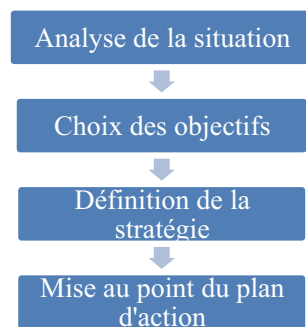 Analyse de la situation
Choix des objectifs
Définition de la
stratégie
Mise au point du plan
d'action